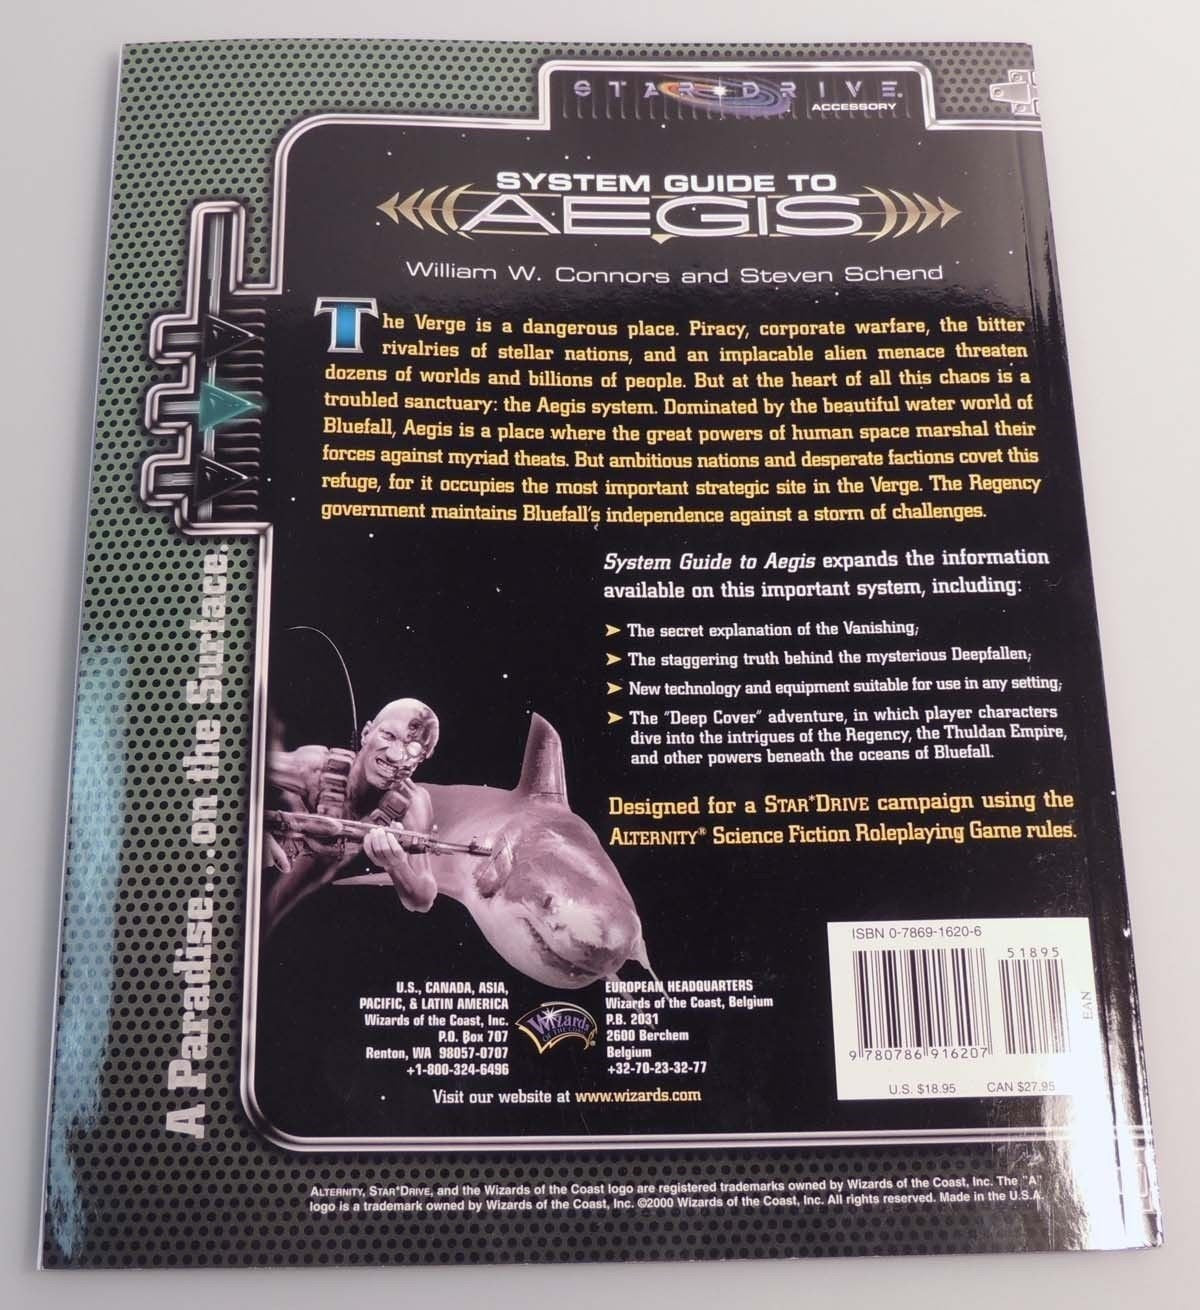 STAR*DRIVE.
ACCESSORY
SYSTEM GUIDE TO
AEGIS
William W. Connors and Steven Schend
The Verge is a dangerous place. Piracy, corporate warfare, the bitter
rivalries of stellar nations, and an implacable alien menace threaten
dozens of worlds and billions of people. But at the heart of all this chaos is a
troubled sanctuary: the Aegis system. Dominated by the beautiful water world of
Bluefall, Aegis is a place where the great powers of human space marshal their
forces against myriad theats. But ambitious nations and desperate factions covet this
refuge, for it occupies the most important strategic site in the Verge. The Regency
government maintains Bluefall's independence against a storm of challenges.
System Guide to Aegis expands the information
available on this important system, including:
➤ The secret explanation of the Vanishing;
➤ The staggering truth behind the mysterious Deepfallen;
➤ New technology and equipment suitable for use in any setting;
➤ The "Deep Cover" adventure, in which player characters
dive into the intrigues of the Regency, the Thuldan Empire,
and other powers beneath the oceans of Bluefall.
Designed for a STAR*DRIVE campaign using the
ALTERNITY® Science Fiction Roleplaying Game rules.
A Paradise...on the Surface.
U.S., CANADA, ASIA,
PACIFIC, & LATIN AMERICA
Wizards of the Coast, Inc.
P.O. Box 707
Renton, WA 98057-0707
+1-800-324-6496
Wizards
OF THE COAST
®
EUROPEAN HEADQUARTERS
Wizards of the Coast, Belgium
P.B. 2031
2600 Berchem
Belgium
+32-70-23-32-77
Visit our website at www.wizards.com
ISBN 0-7869-1620-6
51895
EAN
9 780786 916207
U.S. $18.95 CAN $27.95
ALTERNITY, STAR*DRIVE, and the Wizards of the Coast logo are registered trademarks owned by Wizards of the Coast, Inc. The "A"
logo is a trademark owned by Wizards of the Coast, Inc. ©2000 Wizards of the Coast, Inc. All rights reserved. Made in the U.S.A.